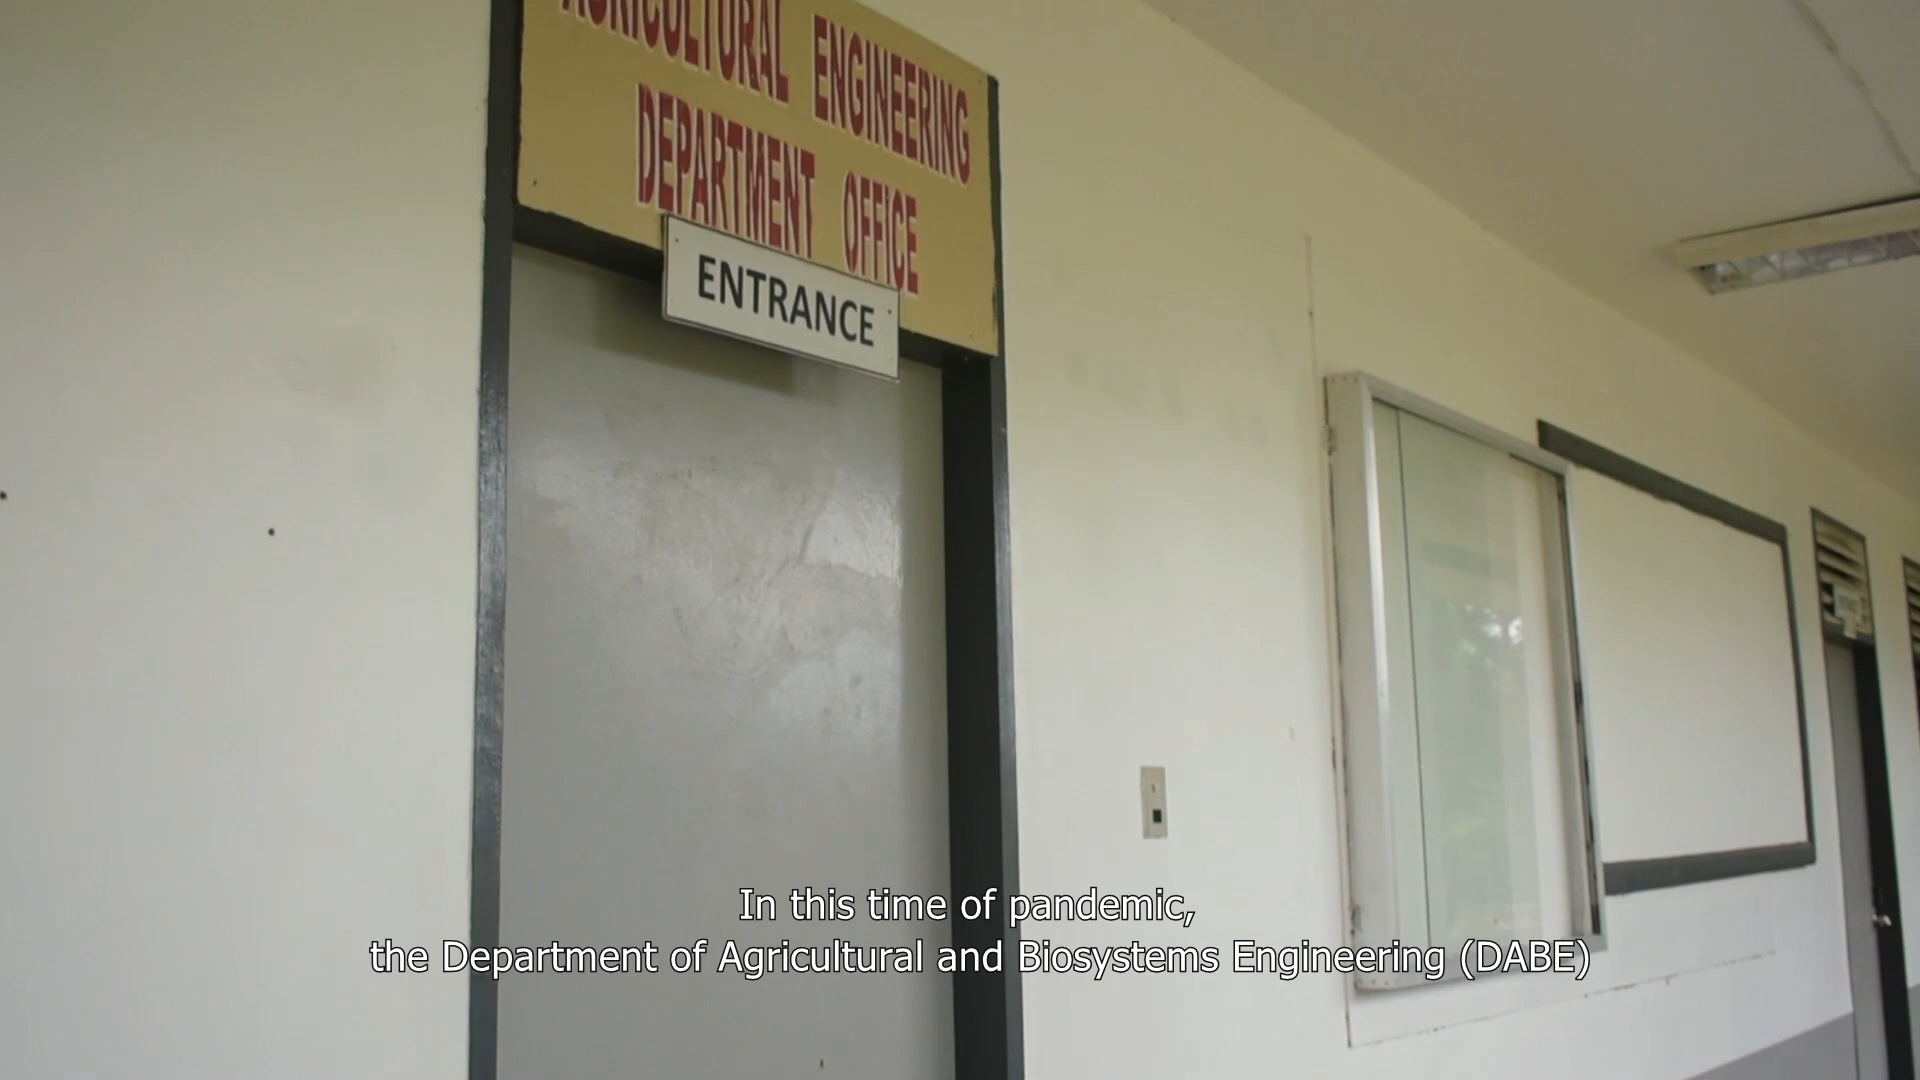 AGRICULTURAL ENGINEERING
DEPARTMENT OFFICE
ENTRANCE
In this time of pandemic,
the Department of Agricultural and Biosystems Engineering (DABE)